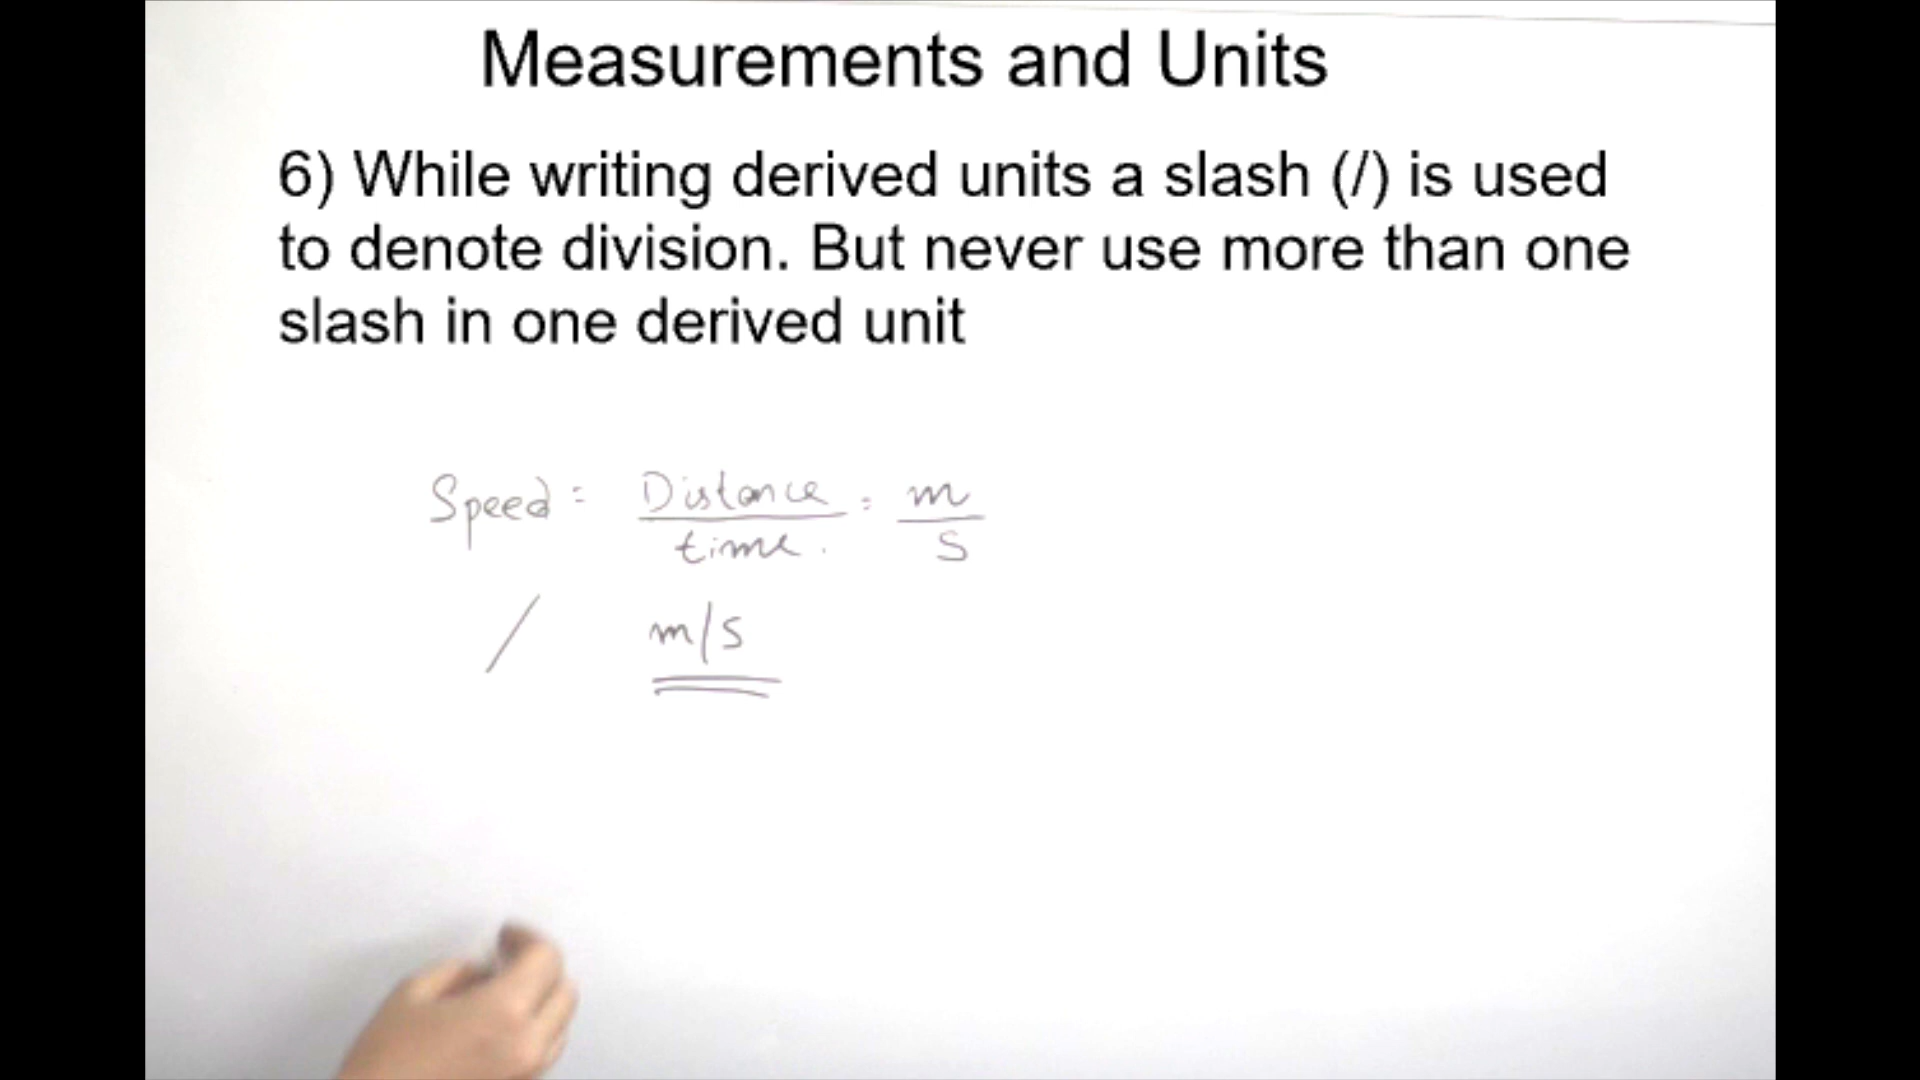 Measurements and Units
6) While writing derived units a slash (/) is used
to denote division. But never use more than one
slash in one derived unit
Speed = Distance / time. = m / s
/ m/s